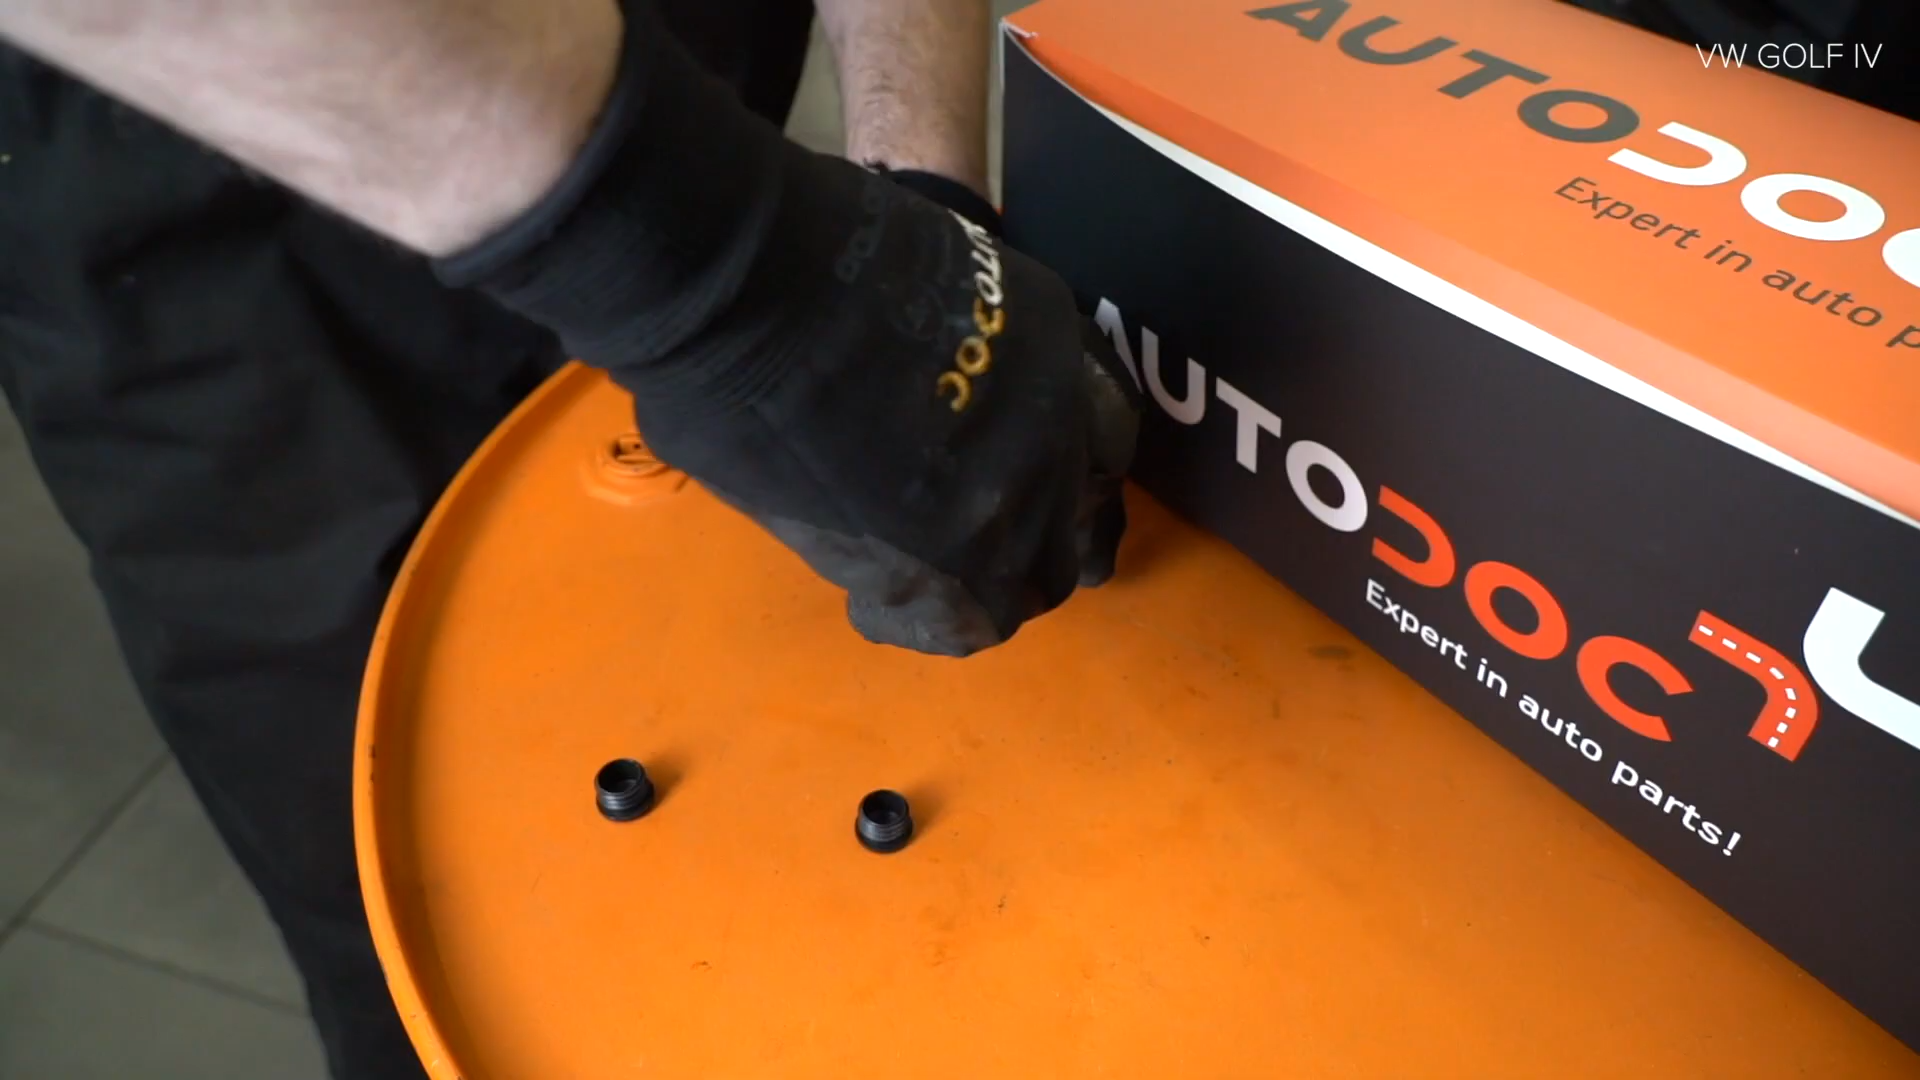 VW GOLF IV
AUTODOC
Expert in auto p
AUTODOC
AUTODOC
Expert in auto parts!